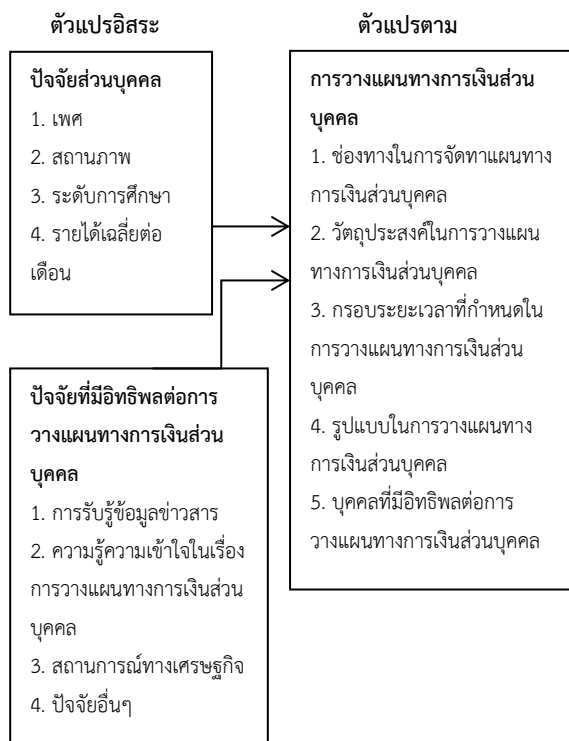 ตัวแปรอิสระ
ปัจจัยส่วนบุคคล
1. เพศ
2. สถานภาพ
3. ระดับการศึกษา
4. รายได้เฉลี่ยต่อ
เดือน
ปัจจัยที่มีอิทธิพลต่อการ
วางแผนทางการเงินส่วน
บุคคล
1. การรับรู้ข้อมูลข่าวสาร
2. ความรู้ความเข้าใจในเรื่อง
การวางแผนทางการเงินส่วน
บุคคล
3. สถานการณ์ทางเศรษฐกิจ
4. ปัจจัยอื่นๆ
ตัวแปรตาม
การวางแผนทางการเงินส่วน
บุคคล
1. ช่องทางในการจัดทาแผนทาง
การเงินส่วนบุคคล
2. วัตถุประสงค์ในการวางแผน
ทางการเงินส่วนบุคคล
3. กรอบระยะเวลาที่กำหนดใน
การวางแผนทางการเงินส่วน
บุคคล
4. รูปแบบในการวางแผนทาง
การเงินส่วนบุคคล
5. บุคคลที่มีอิทธิพลต่อการ
วางแผนทางการเงินส่วนบุคคล